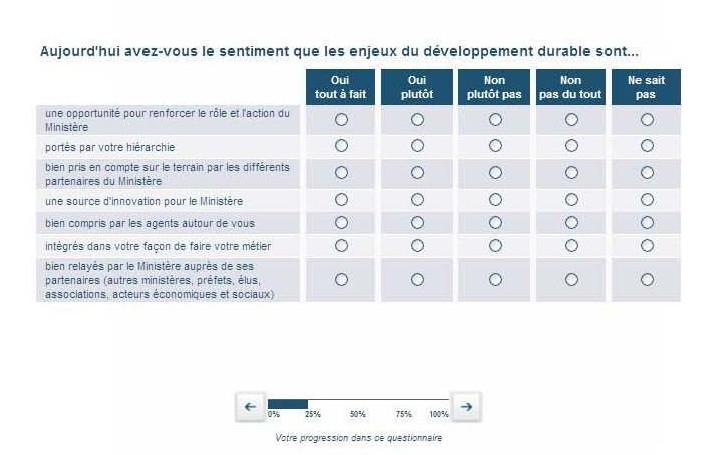 Aujourd'hui avez-vous le sentiment que les enjeux du développement durable sont...
Oui tout à fait
Oui plutôt
Non plutôt pas
Non pas du tout
Ne sait pas
une opportunité pour renforcer le rôle et l'action du
Ministère
portés par votre hiérarchie
bien pris en compte sur le terrain par les différents
partenaires du Ministère
une source d'innovation pour le Ministère
bien compris par les agents autour de vous
intégrés dans votre façon de faire votre métier
bien relayés par le Ministère auprès de ses
partenaires (autres ministères, préfets, élus,
associations, acteurs économiques et sociaux)
0% 25% 50% 75% 100%
Votre progression dans ce questionnaire